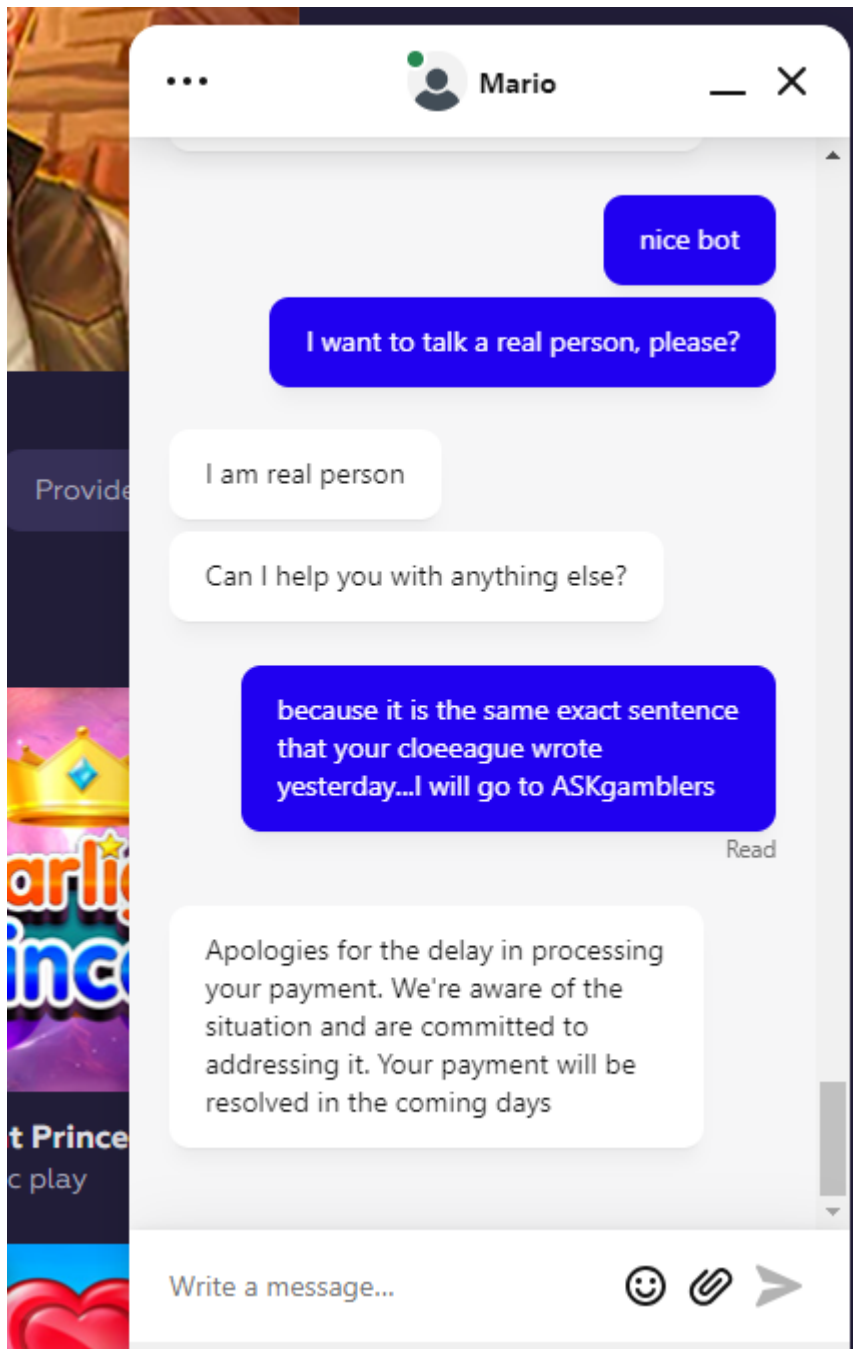 Mario
nice bot
I want to talk a real person, please?
I am real person
Provide
Can I help you with anything else?
because it is the same exact sentence
that your cloeeague wrote
yesterday...I will go to ASKgamblers
Read
Apologies for the delay in processing
your payment. We're aware of the
situation and are committed to
addressing it. Your payment will be
resolved in the coming days
arlig
ince
t Prince
c play
Write a message...